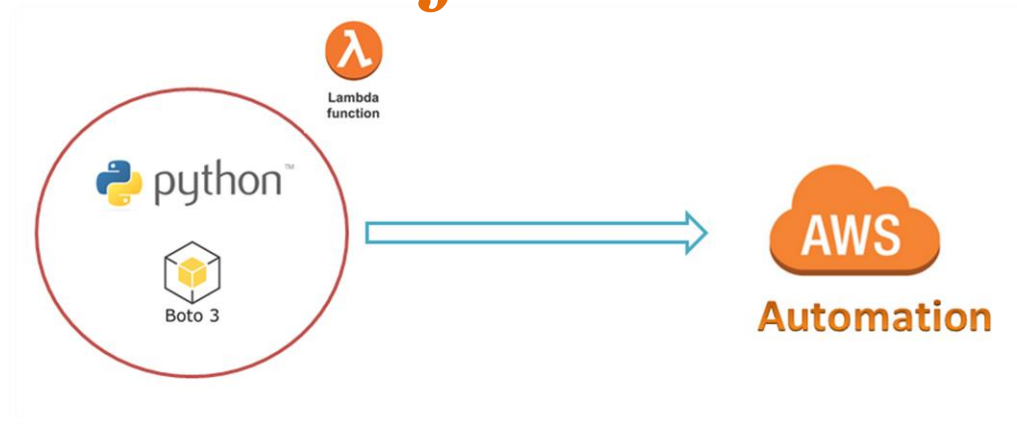 Lambda
function
python™
Boto 3
AWS
Automation